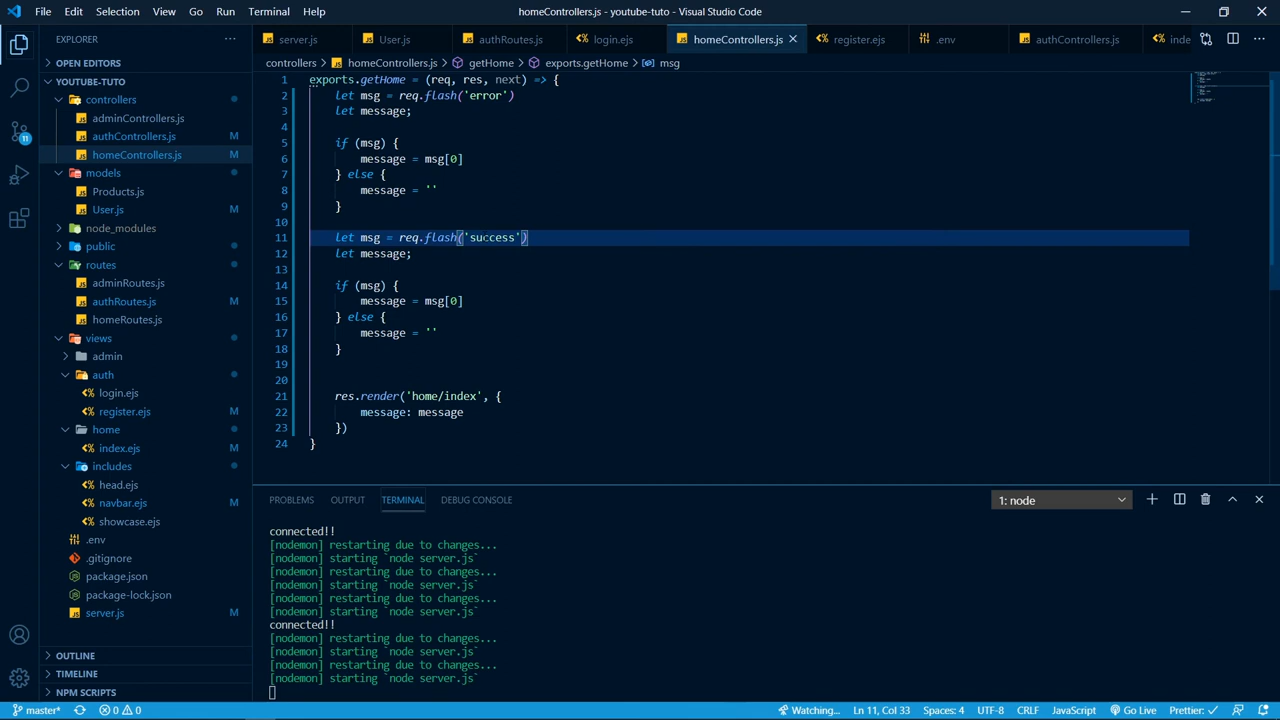 File Edit Selection View Go Run Terminal Help
homeControllers.js - youtube-tuto - Visual Studio Code
EXPLORER
OPEN EDITORS
YOUTUBE-TUTO
controllers
adminControllers.js
authControllers.js M
homeControllers.js M
models
Products.js
User.js M
node_modules
public
routes
adminRoutes.js
authRoutes.js M
homeRoutes.js
views
admin
auth
login.ejs
register.ejs M
home
index.ejs M
includes
head.ejs
navbar.ejs M
showcase.ejs
.env
.gitignore
package.json
package-lock.json
server.js M
OUTLINE
TIMELINE
NPM SCRIPTS
11
server.js User.js authRoutes.js login.ejs homeControllers.js register.ejs .env authControllers.js inde
controllers > homeControllers.js > getHome > exports.getHome > msg
1 exports.getHome = (req, res, next) => {
2 let msg = req.flash('error')
3 let message;
4
5 if (msg) {
6 message = msg[0]
7 } else {
8 message = ''
9 }
10
11 let msg = req.flash('success')
12 let message;
13
14 if (msg) {
15 message = msg[0]
16 } else {
17 message = ''
18 }
19
20
21 res.render('home/index', {
22 message: message
23 })
24 }
PROBLEMS OUTPUT TERMINAL DEBUG CONSOLE 1: node
connected!!
[nodemon] restarting due to changes...
[nodemon] starting `node server.js`
[nodemon] restarting due to changes...
[nodemon] starting `node server.js`
[nodemon] restarting due to changes...
[nodemon] starting `node server.js`
connected!!
[nodemon] restarting due to changes...
[nodemon] starting `node server.js`
[nodemon] restarting due to changes...
[nodemon] starting `node server.js`
master* 0 0 Watching... Ln 11, Col 33 Spaces: 4 UTF-8 CRLF JavaScript Go Live Prettier: ✓